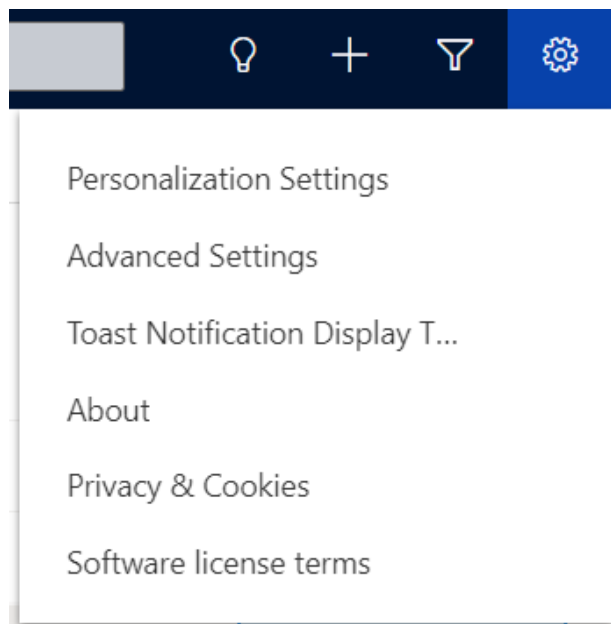 Personalization Settings
Advanced Settings
Toast Notification Display T...
About
Privacy & Cookies
Software license terms